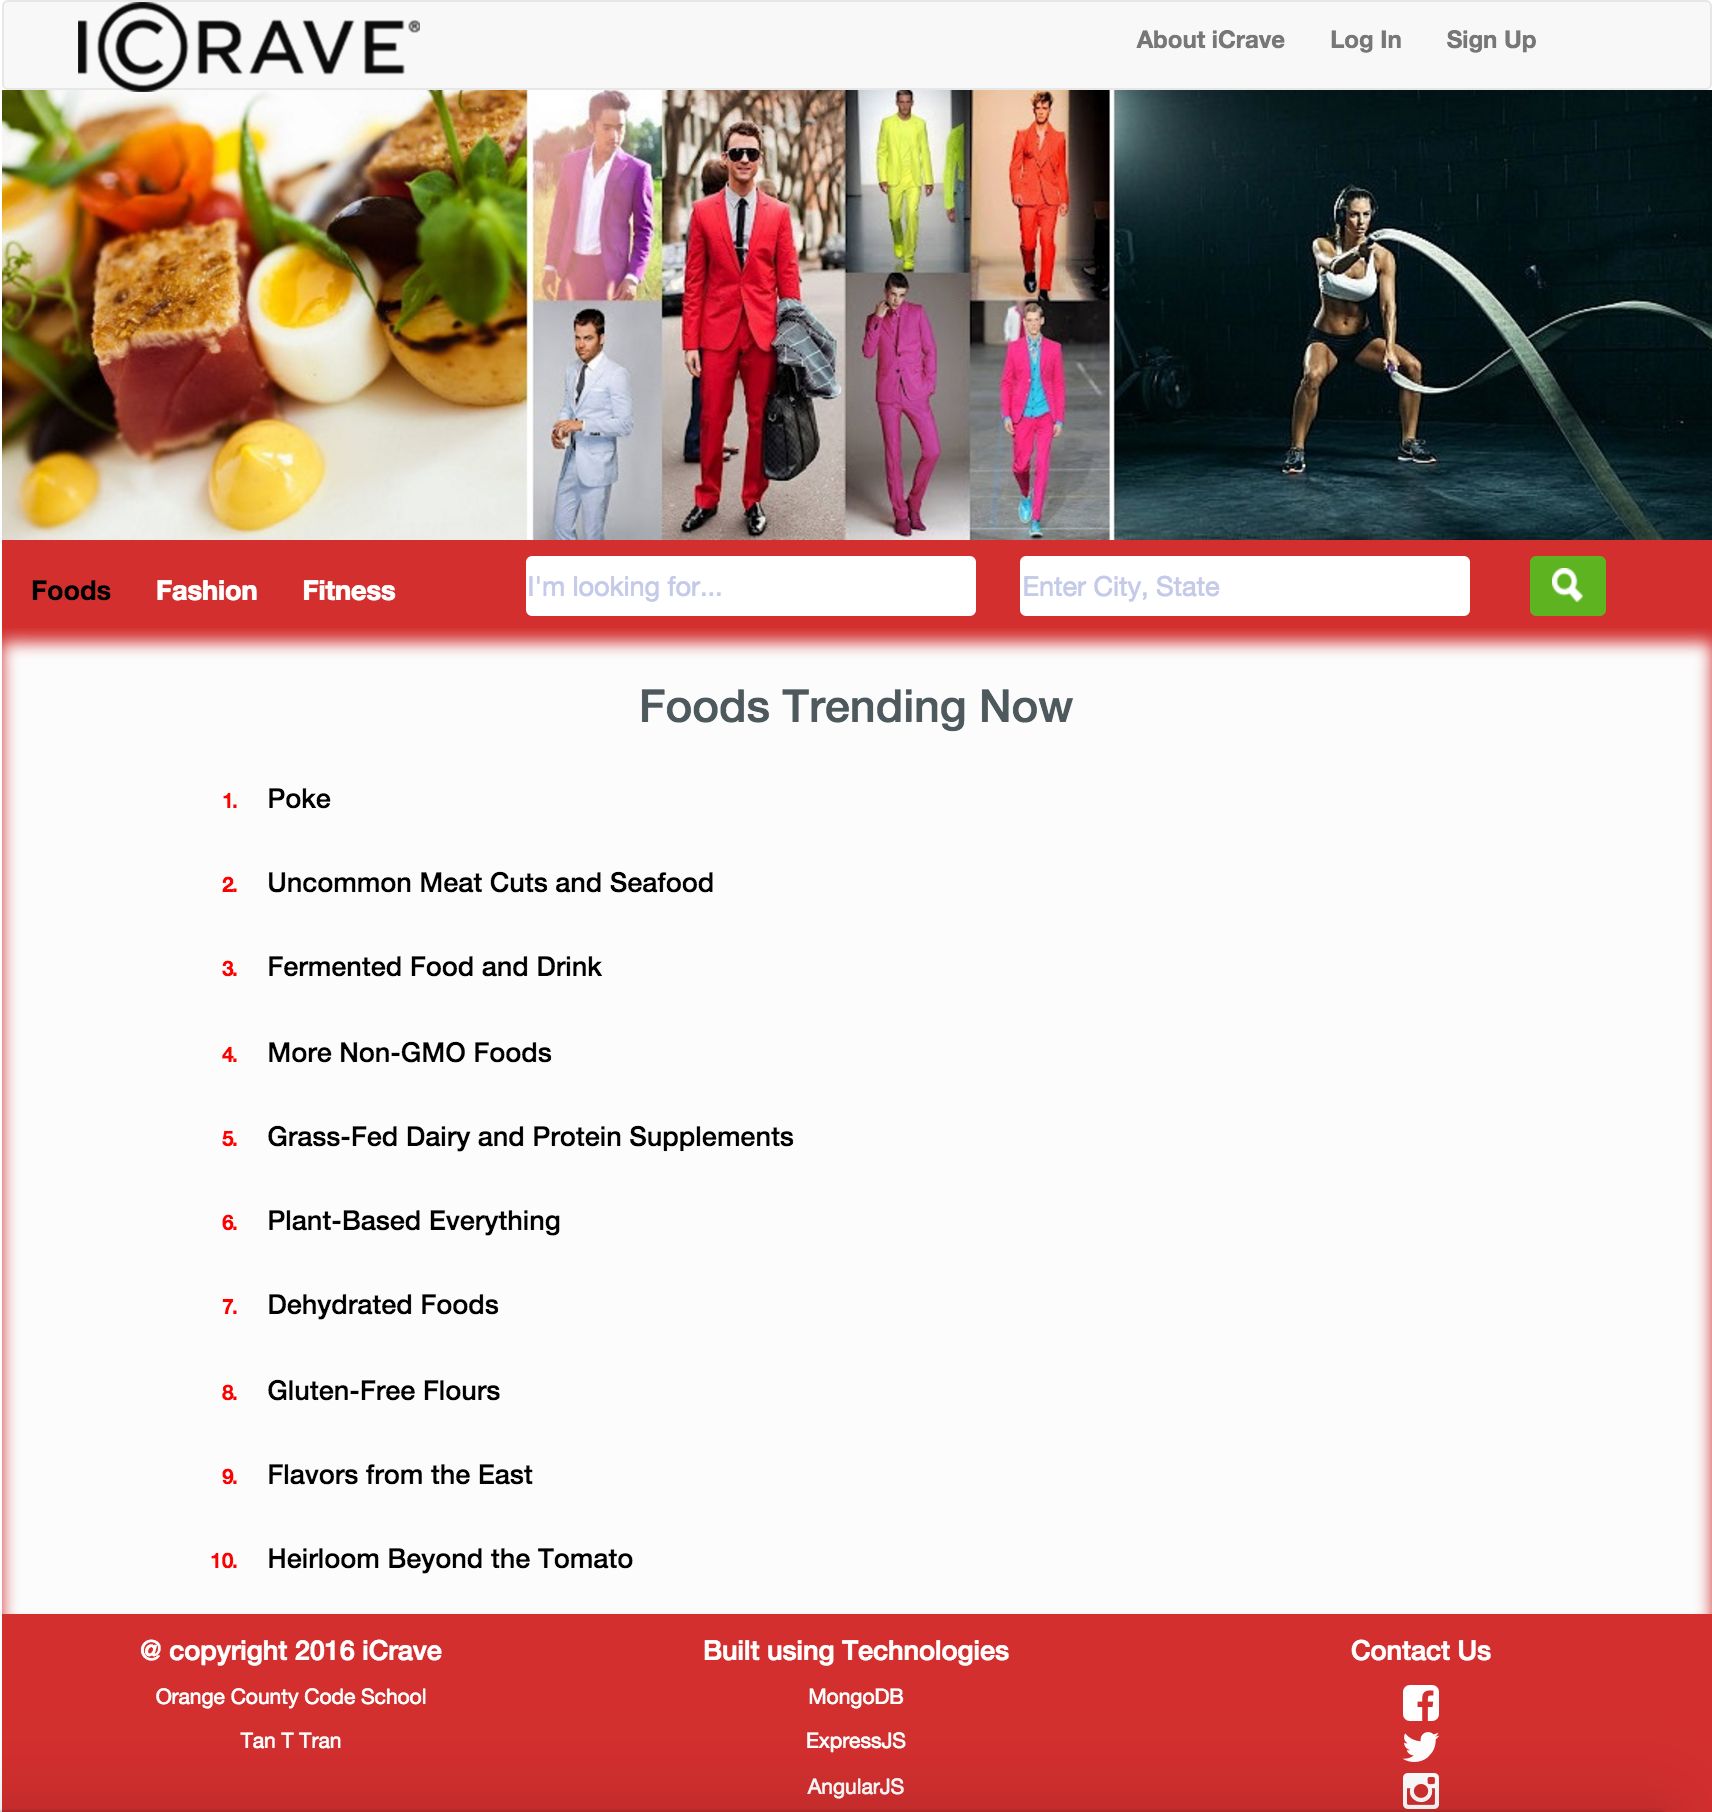 ICRAVE®
About iCrave Log In Sign Up
Foods Fashion Fitness I'm looking for... Enter City, State
Foods Trending Now
1. Poke
2. Uncommon Meat Cuts and Seafood
3. Fermented Food and Drink
4. More Non-GMO Foods
5. Grass-Fed Dairy and Protein Supplements
6. Plant-Based Everything
7. Dehydrated Foods
8. Gluten-Free Flours
9. Flavors from the East
10. Heirloom Beyond the Tomato
@ copyright 2016 iCrave
Orange County Code School
Tan T Tran
Built using Technologies
MongoDB
ExpressJS
AngularJS
Contact Us